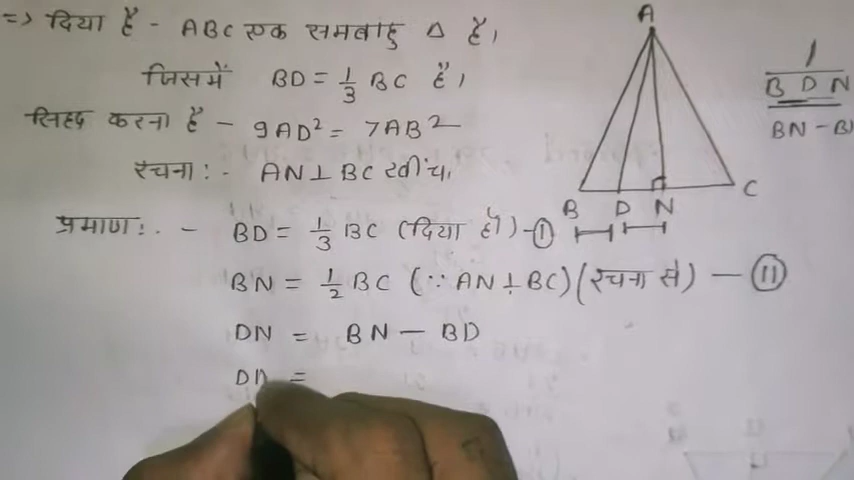 => दिया है - ABC एक समबाहु Δ है।
जिसमें BD = 1/3 BC है।
सिद्ध करना है - 9AD² = 7AB²
रचना :- AN⊥BC खींचा
प्रमाण :. - BD = 1/3 BC (दिया है) - (I)
BN = 1/2 BC (∵ AN⊥BC) (रचना से) — (II)
DN = BN — BD
DN =
A
B D N C
B D N
BN - B